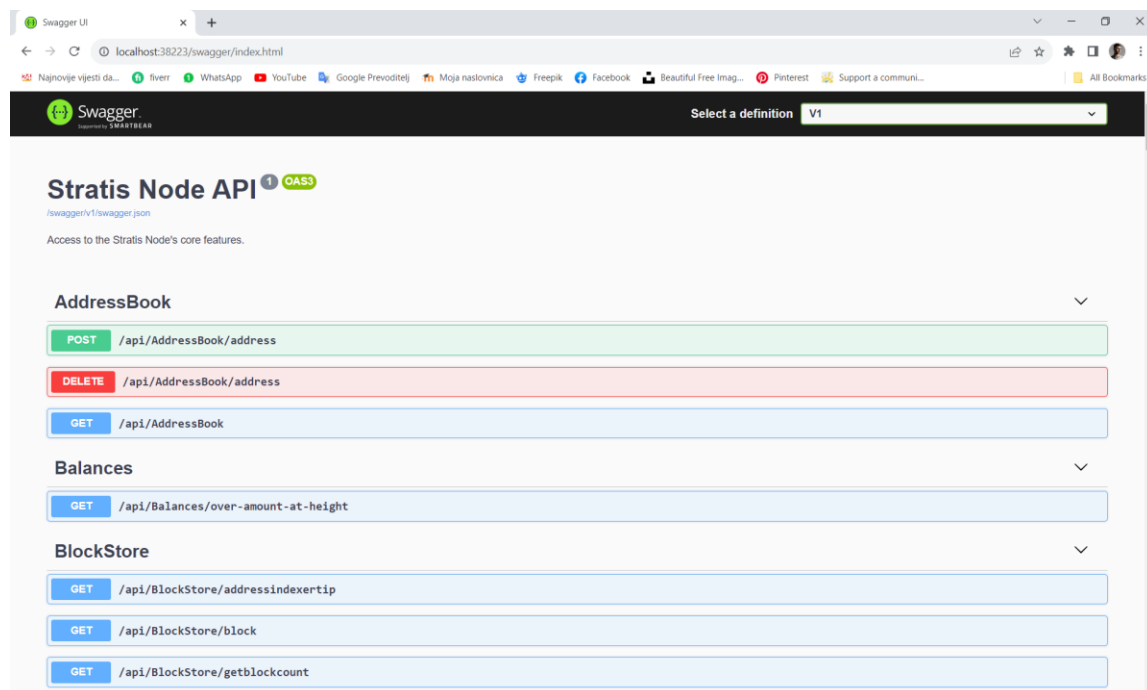 Swagger UI
localhost:38223/swagger/index.html
Najnovije vijesti da... fiverr WhatsApp YouTube Google Prevoditelj Moja naslovnica Freepik Facebook Beautiful Free Imag... Pinterest Support a communi... All Bookmarks
Swagger.
Supported by SMARTBEAR
Select a definition V1
Stratis Node API 1 OAS3
/swagger/v1/swagger.json
Access to the Stratis Node's core features.
AddressBook
POST /api/AddressBook/address
DELETE /api/AddressBook/address
GET /api/AddressBook
Balances
GET /api/Balances/over-amount-at-height
BlockStore
GET /api/BlockStore/addressindexertip
GET /api/BlockStore/block
GET /api/BlockStore/getblockcount